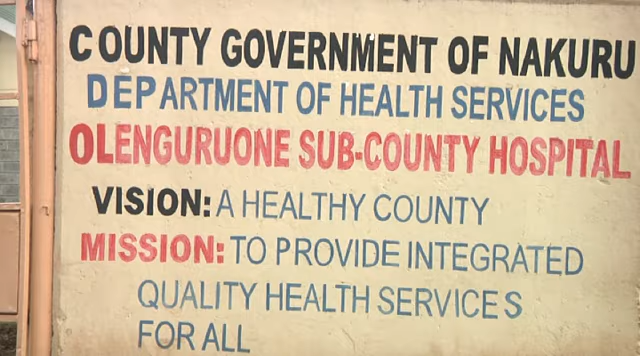 COUNTY GOVERNMENT OF NAKURU
DEPARTMENT OF HEALTH SERVICES
OLENGURUONE SUB-COUNTY HOSPITAL
VISION: A HEALTHY COUNTY
MISSION: TO PROVIDE INTEGRATED
QUALITY HEALTH SERVICES
FOR ALL